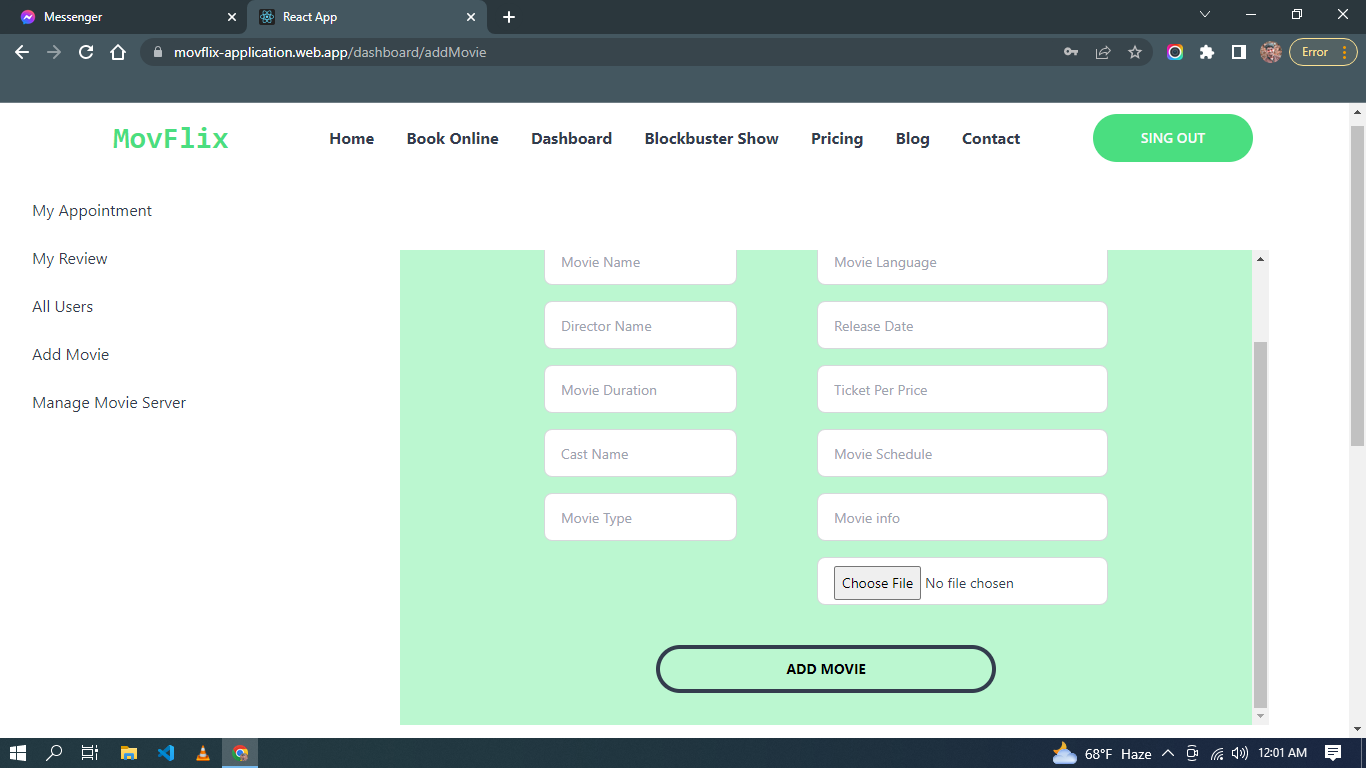 Messenger
React App
movflix-application.web.app/dashboard/addMovie
Error
MovFlix
Home Book Online Dashboard Blockbuster Show Pricing Blog Contact
SING OUT
My Appointment
My Review
All Users
Add Movie
Manage Movie Server
Movie Name Movie Language
Director Name Release Date
Movie Duration Ticket Per Price
Cast Name Movie Schedule
Movie Type Movie info
Choose File No file chosen
ADD MOVIE
68°F Haze 12:01 AM